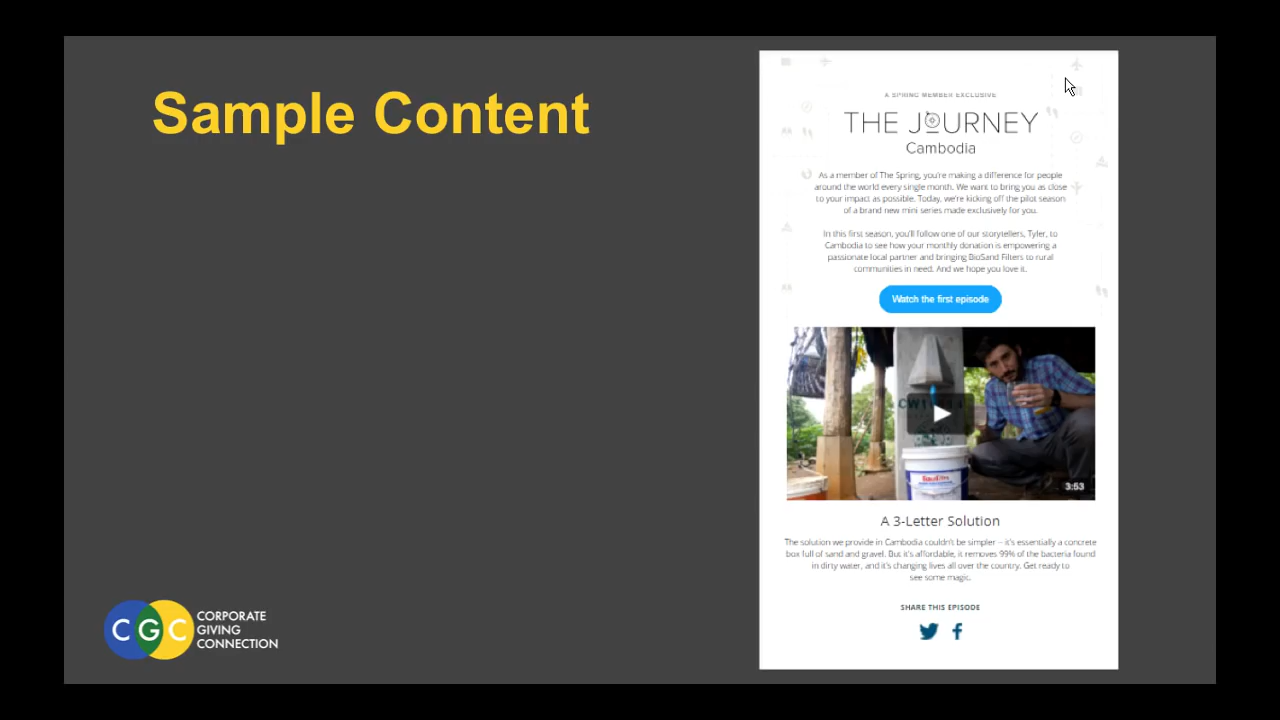 Sample Content
A SPRING MEMBER EXCLUSIVE
THE JOURNEY
Cambodia
As a member of The Spring, you're making a difference for people
around the world every single month. We want to bring you as close
to your impact as possible. Today, we're kicking off the pilot season
of a brand new mini series made exclusively for you.
In this first season, you'll follow one of our storytellers, Tyler, to
Cambodia to see how your monthly donation is empowering a
passionate local partner and bringing BioSand Filters to rural
communities in need. And we hope you love it.
Watch the first episode
3:53
A 3-Letter Solution
The solution we provide in Cambodia couldn't be simpler – it's essentially a concrete
box full of sand and gravel. But it's affordable, it removes 99% of the bacteria found
in dirty water, and it's changing lives all over the country. Get ready to
see some magic.
SHARE THIS EPISODE
CGC
CORPORATE
GIVING
CONNECTION